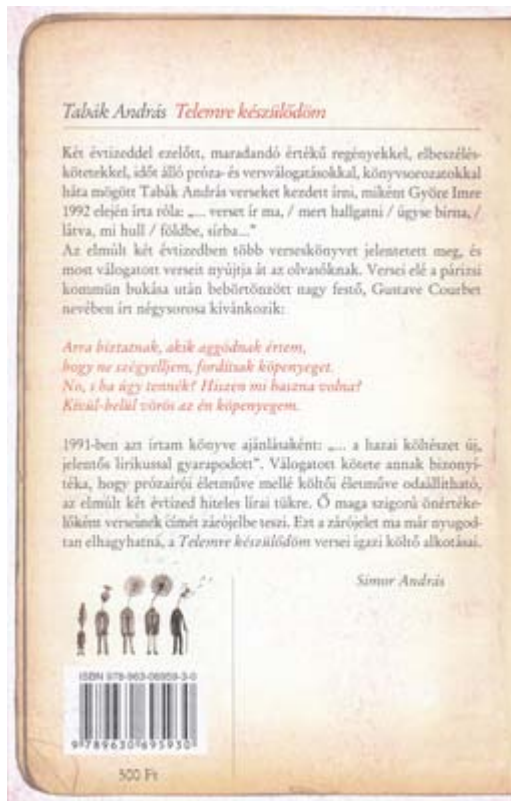 Tabák András Telemre készülődöm
Két évtizeddel ezelőtt, maradandó értékű regényekkel, elbeszélés-
kötetekkel, időt álló próza- és versválogatásokkal, könyvsorozatokkal
háta mögött Tabák András verseket kezdett írni, miként Györe Imre
1992 elején írta róla: „... verset ír ma, / mert hallgatni / úgyse bírna, /
látva, mi hull / földbe, sírba..."
Az elmúlt két évtizedben több verseskönyvet jelentetett meg, és
most válogatott verseit nyújtja át az olvasóknak. Versei elé a párizsi
kommün bukása után bebörtönzött nagy festő, Gustave Courbet
nevében írt négysorosa kívánkozik:
Arra biztatnak, akik aggódnak értem,
hogy ne szégyelljem, fordítsak köpenyeget.
No, s ha úgy tennék? Hiszen mi haszna volna?
Kívül-belül vörös az én köpenyegem.
1991-ben azt írtam könyve ajánlásaként: „... a hazai költészet új,
jelentős lírikussal gyarapodott". Válogatott kötete annak bizonyí-
téka, hogy prózaírói életműve mellé költői életműve odaállítható,
az elmúlt két évtized hiteles lírai tükre. Ő maga szigorú önértéke-
lőként verseinek címét zárójelbe teszi. Ezt a zárójelet ma már nyugod-
tan elhagyhatná, a Telemre készülődöm versei igazi költő alkotásai.
Simor András
ISBN 978-963-06959-3-0
9 789630 695930
500 Ft